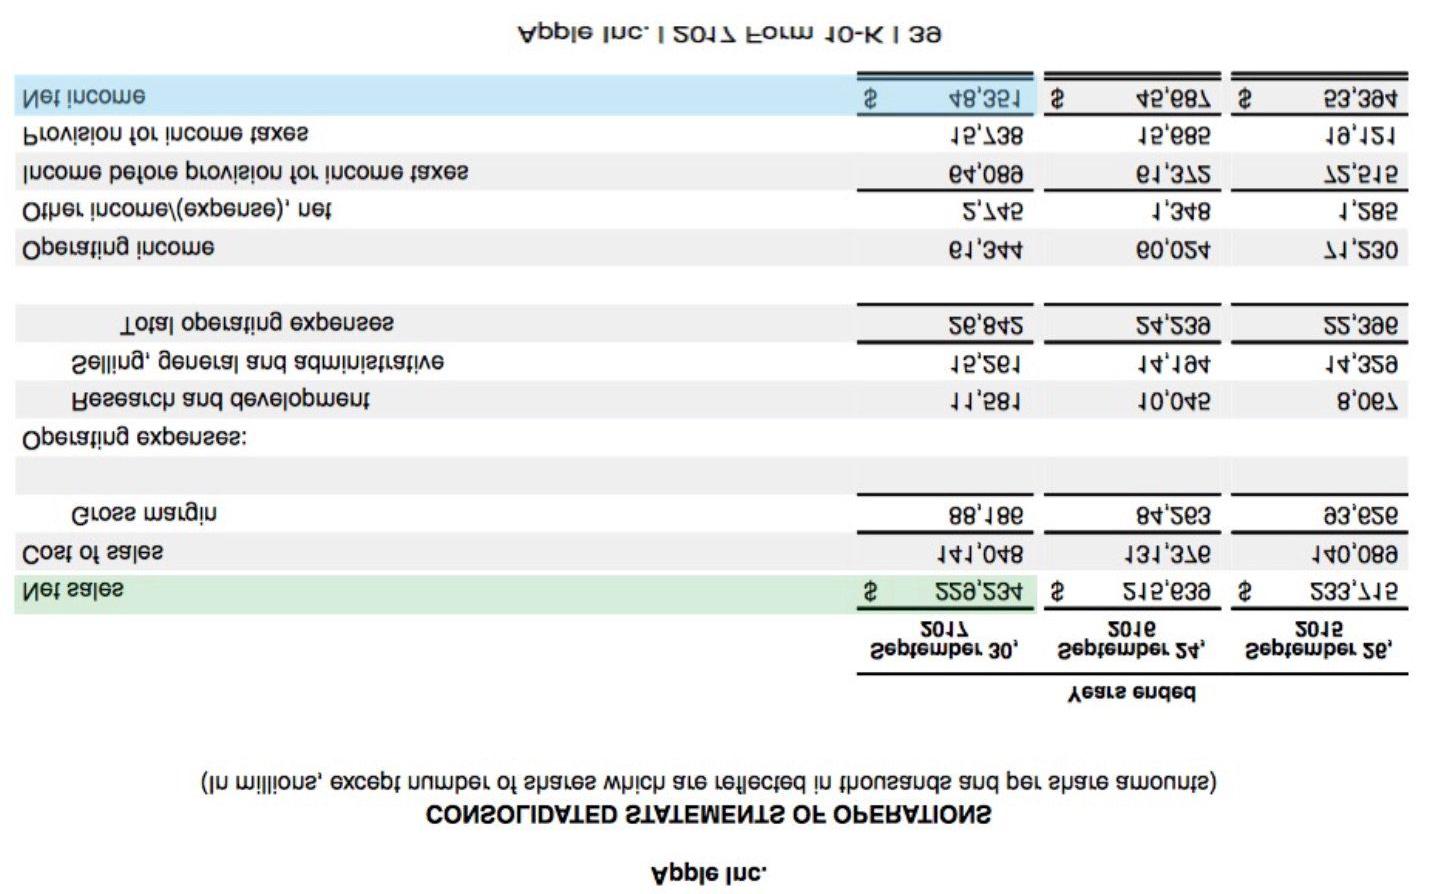 Apple Inc.
CONSOLIDATED STATEMENTS OF OPERATIONS
(In millions, except number of shares which are reflected in thousands and per share amounts)
Years ended
September 30, 2017 September 24, 2016 September 26, 2015
Net sales $ 229,234 $ 215,639 $ 233,715
Cost of sales 141,048 131,376 140,089
Gross margin 88,186 84,263 93,626
Operating expenses:
Research and development 11,581 10,045 8,067
Selling, general and administrative 15,261 14,194 14,329
Total operating expenses 26,842 24,239 22,396
Operating income 61,344 60,024 71,230
Other income/(expense), net 2,745 1,348 1,285
Income before provision for income taxes 64,089 61,372 72,515
Provision for income taxes 15,738 15,685 19,121
Net income $ 48,351 $ 45,687 $ 53,394
Apple Inc. | 2017 Form 10-K | 39